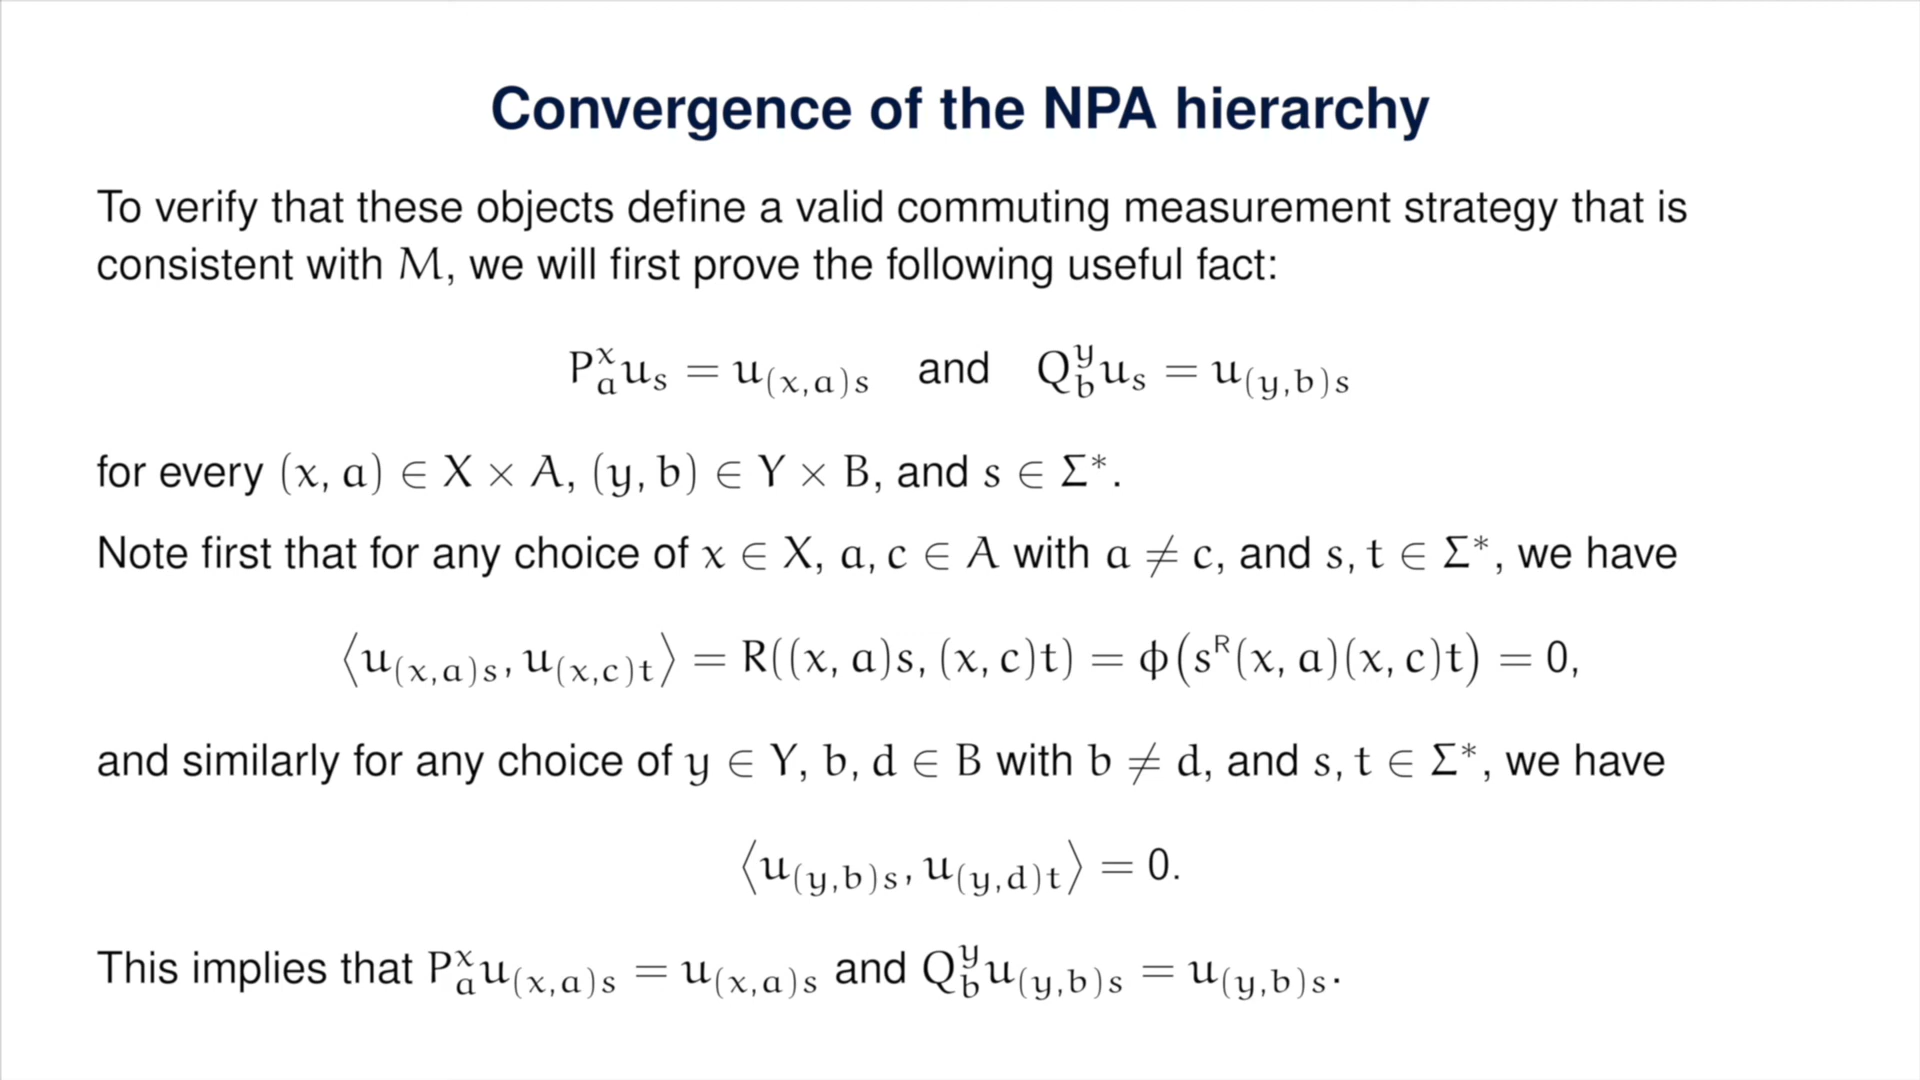 Convergence of the NPA hierarchy
To verify that these objects define a valid commuting measurement strategy that is
consistent with M, we will first prove the following useful fact:
P^x_a u_s = u_{(x,a)s} and Q^y_b u_s = u_{(y,b)s}
for every (x, a) ∈ X × A, (y, b) ∈ Y × B, and s ∈ Σ*.
Note first that for any choice of x ∈ X, a, c ∈ A with a ≠ c, and s, t ∈ Σ*, we have
⟨u_{(x,a)s}, u_{(x,c)t}⟩ = R((x, a)s, (x, c)t) = ϕ(s^R(x, a)(x, c)t) = 0,
and similarly for any choice of y ∈ Y, b, d ∈ B with b ≠ d, and s, t ∈ Σ*, we have
⟨u_{(y,b)s}, u_{(y,d)t}⟩ = 0.
This implies that P^x_a u_{(x,a)s} = u_{(x,a)s} and Q^y_b u_{(y,b)s} = u_{(y,b)s}.